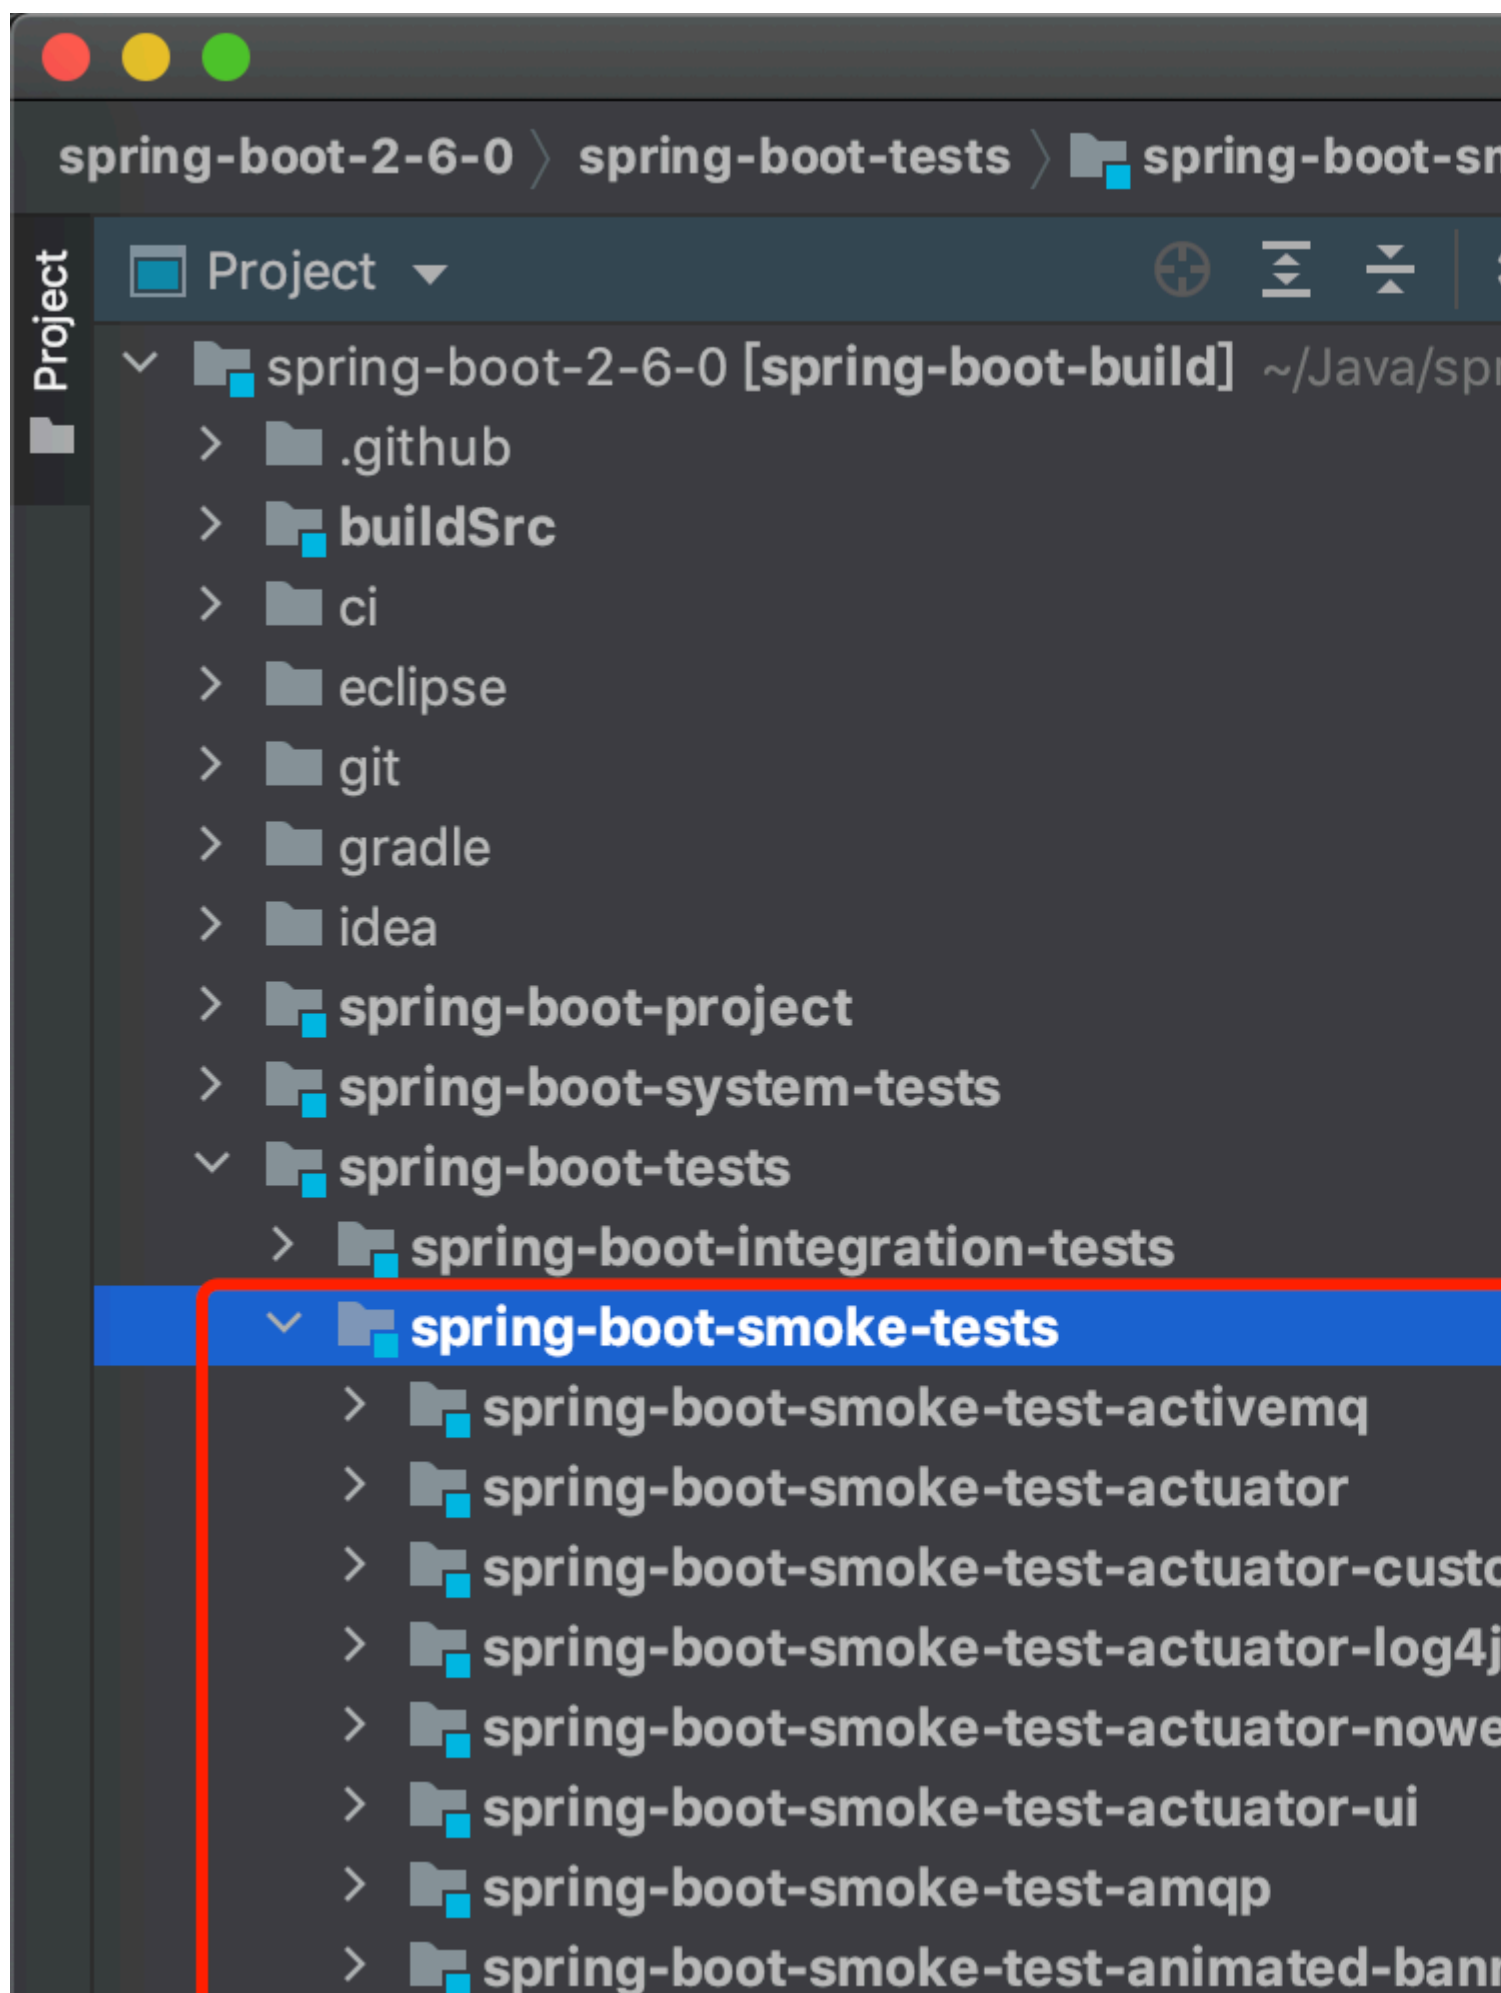 spring-boot-2-6-0 spring-boot-tests spring-boot-sm
Project
Project
spring-boot-2-6-0 [spring-boot-build] ~/Java/spr
.github
buildSrc
ci
eclipse
git
gradle
idea
spring-boot-project
spring-boot-system-tests
spring-boot-tests
spring-boot-integration-tests
spring-boot-smoke-tests
spring-boot-smoke-test-activemq
spring-boot-smoke-test-actuator
spring-boot-smoke-test-actuator-custo
spring-boot-smoke-test-actuator-log4j
spring-boot-smoke-test-actuator-nowe
spring-boot-smoke-test-actuator-ui
spring-boot-smoke-test-amqp
spring-boot-smoke-test-animated-bann